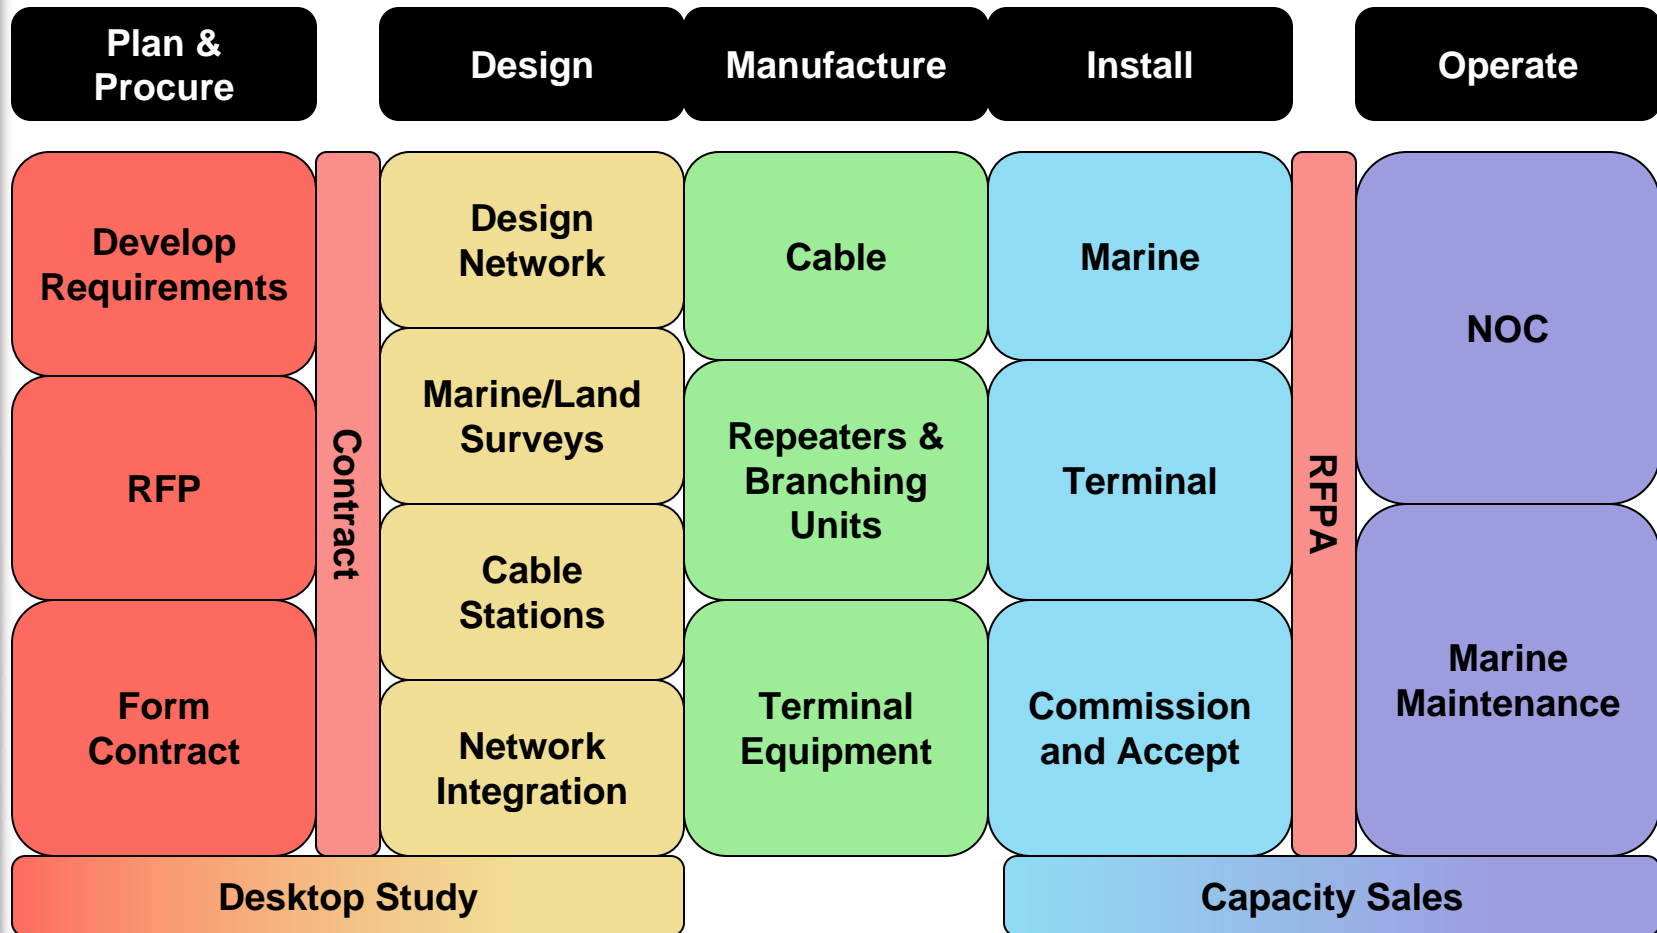 Plan &
Procure
Design
Manufacture
Install
Operate
Develop
Requirements
RFP
Form
Contract
Contract
Design
Network
Marine/Land
Surveys
Cable
Stations
Network
Integration
Cable
Repeaters &
Branching
Units
Terminal
Equipment
Marine
Terminal
Commission
and Accept
RFPA
NOC
Marine
Maintenance
Desktop Study
Capacity Sales